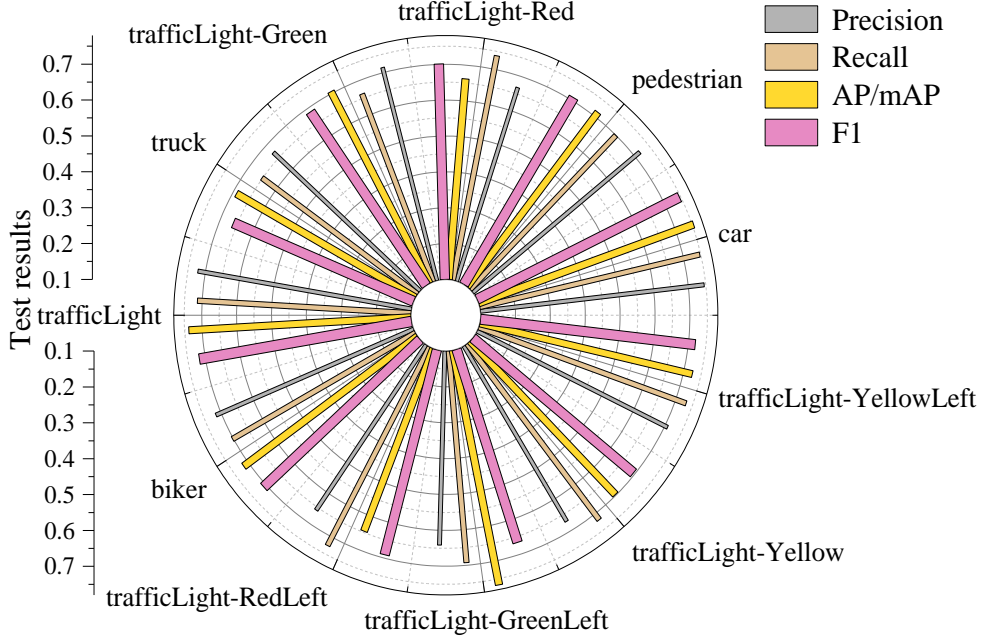 trafficLight-Red
trafficLight-Green
pedestrian
truck
car
trafficLight
trafficLight-YellowLeft
biker
trafficLight-Yellow
trafficLight-RedLeft
trafficLight-GreenLeft
Precision
Recall
AP/mAP
F1
Test results
0.7
0.6
0.5
0.4
0.3
0.2
0.1
0.1
0.2
0.3
0.4
0.5
0.6
0.7